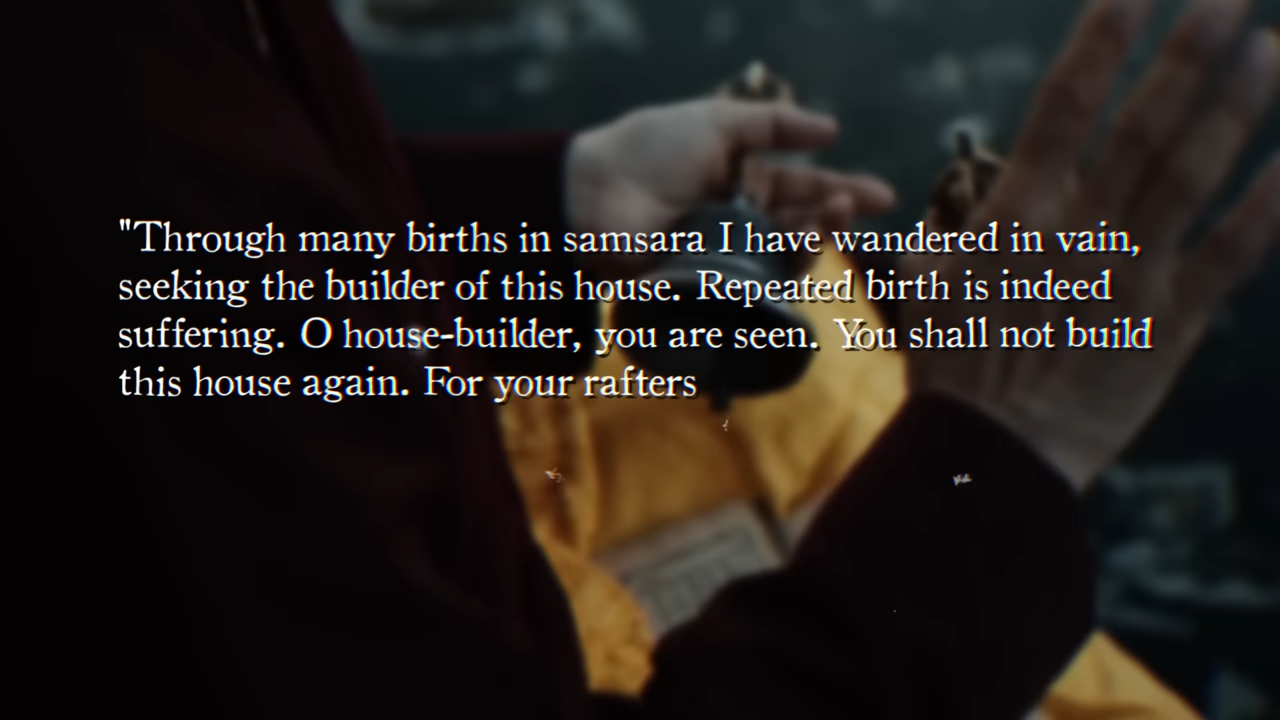 "Through many births in samsara I have wandered in vain,
seeking the builder of this house. Repeated birth is indeed
suffering. O house-builder, you are seen. You shall not build
this house again. For your rafters